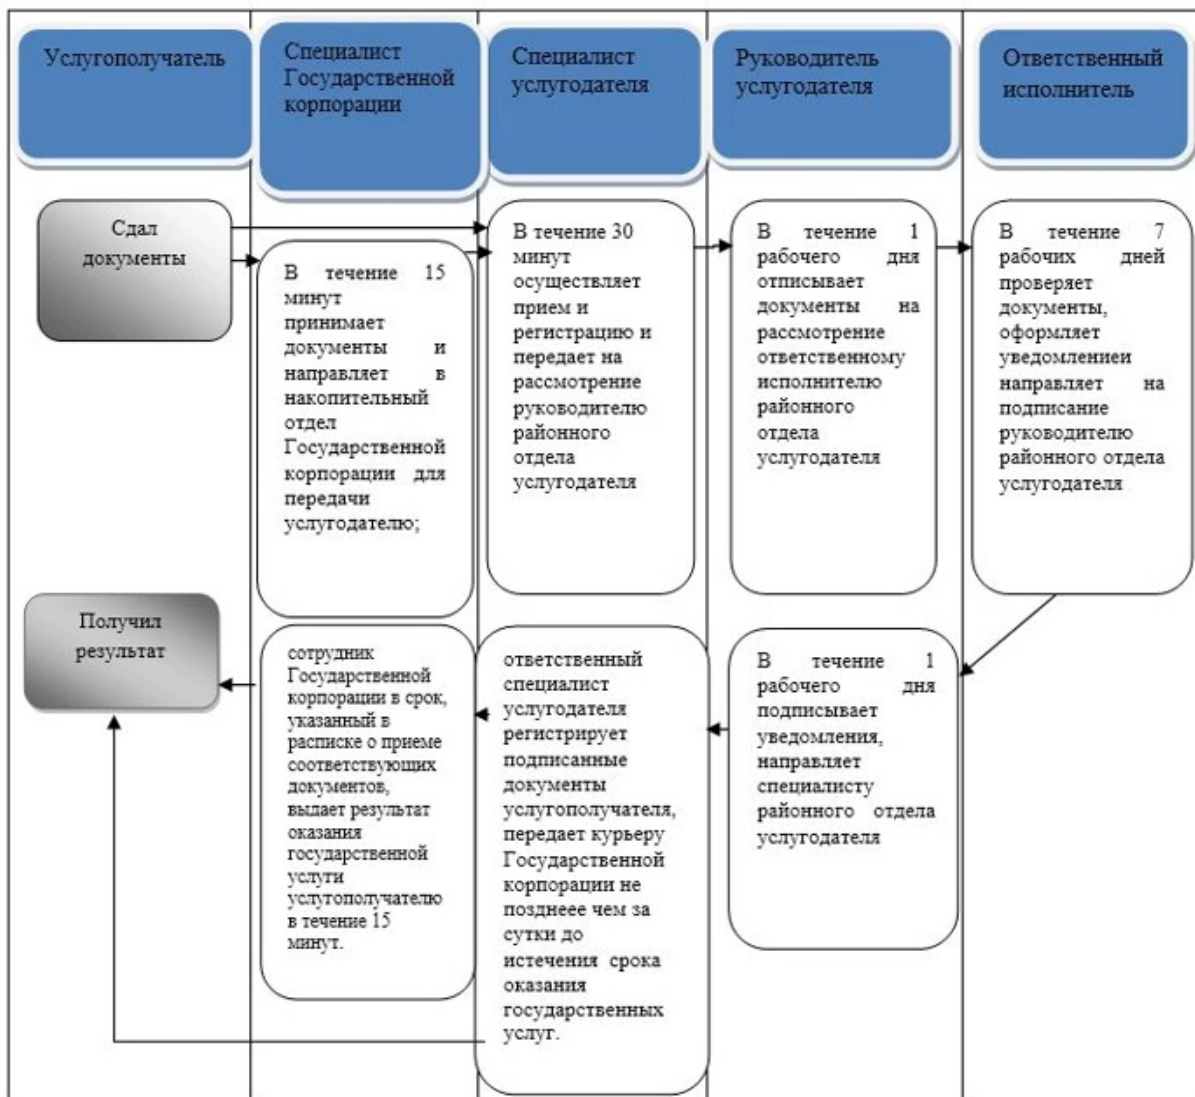 Услугополучатель
Специалист
Государственной
корпорации
Специалист
услугодателя
Руководитель
услугодателя
Ответственный
исполнитель
Сдал
документы
В течение 15
минут
принимает
документы и
направляет в
накопительный
отдел
Государственной
корпорации для
передачи
услугодателю;
В течение 30
минут
осуществляет
прием и
регистрацию и
передает на
рассмотрение
руководителю
районного
отдела
услугодателя
В течение 1
рабочего дня
отписывает
документы на
рассмотрение
ответственному
исполнителю
районного
отдела
услугодателя
В течение 7
рабочих дней
проверяет
документы,
оформляет
уведомлениеи
направляет на
подписание
руководителю
районного отдела
услугодателя
Получил
результат
сотрудник
Государственной
корпорации в срок,
указанный в
расписке о приеме
соответствующих
документов,
выдает результат
оказания
государственной
услуги
услугополучателю
в течение 15
минут.
ответственный
специалист
услугодателя
регистрирует
подписанные
документы
услугополучателя,
передает курьеру
Государственной
корпорации не
позднеее чем за
сутки до
истечения срока
оказания
государственных
услуг.
В течение 1
рабочего дня
подписывает
уведомления,
направляет
специалисту
районного отдела
услугодателя